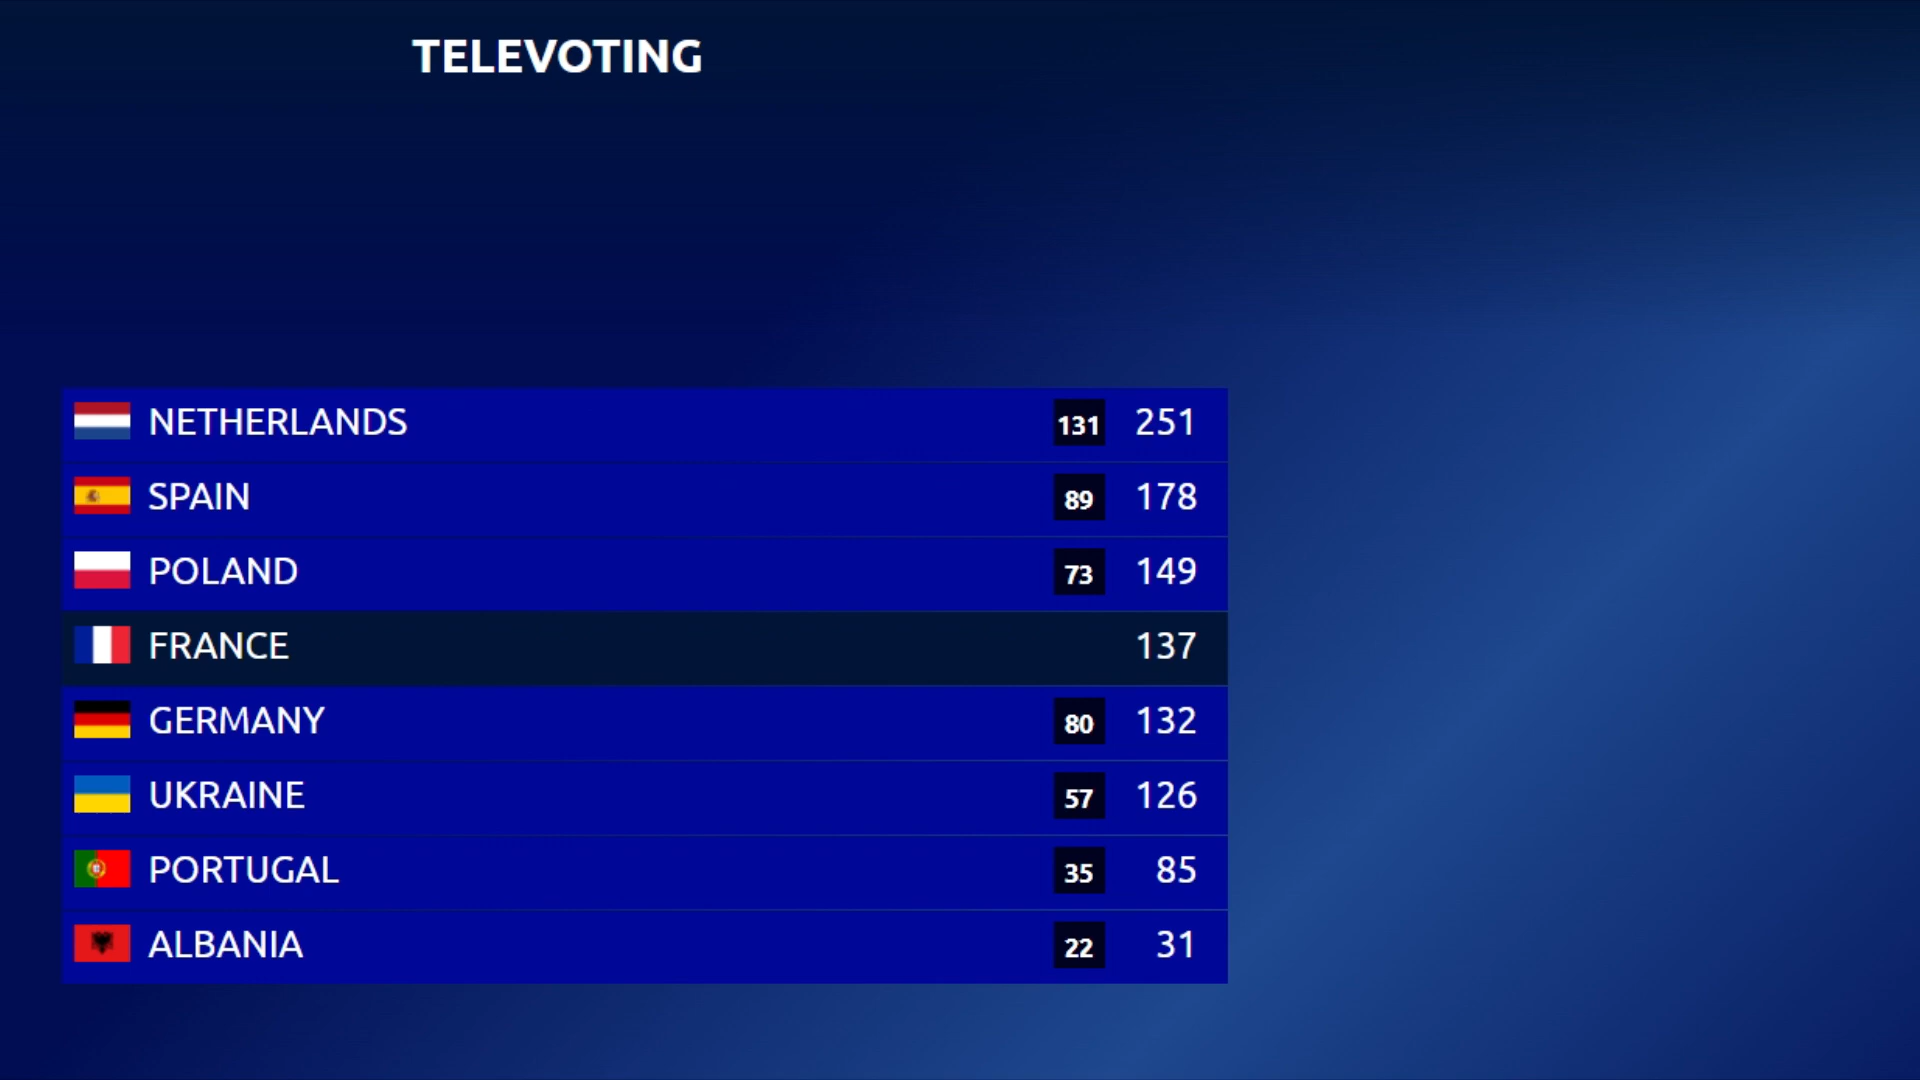 TELEVOTING
NETHERLANDS 131 251
SPAIN 89 178
POLAND 73 149
FRANCE 137
GERMANY 80 132
UKRAINE 57 126
PORTUGAL 35 85
ALBANIA 22 31